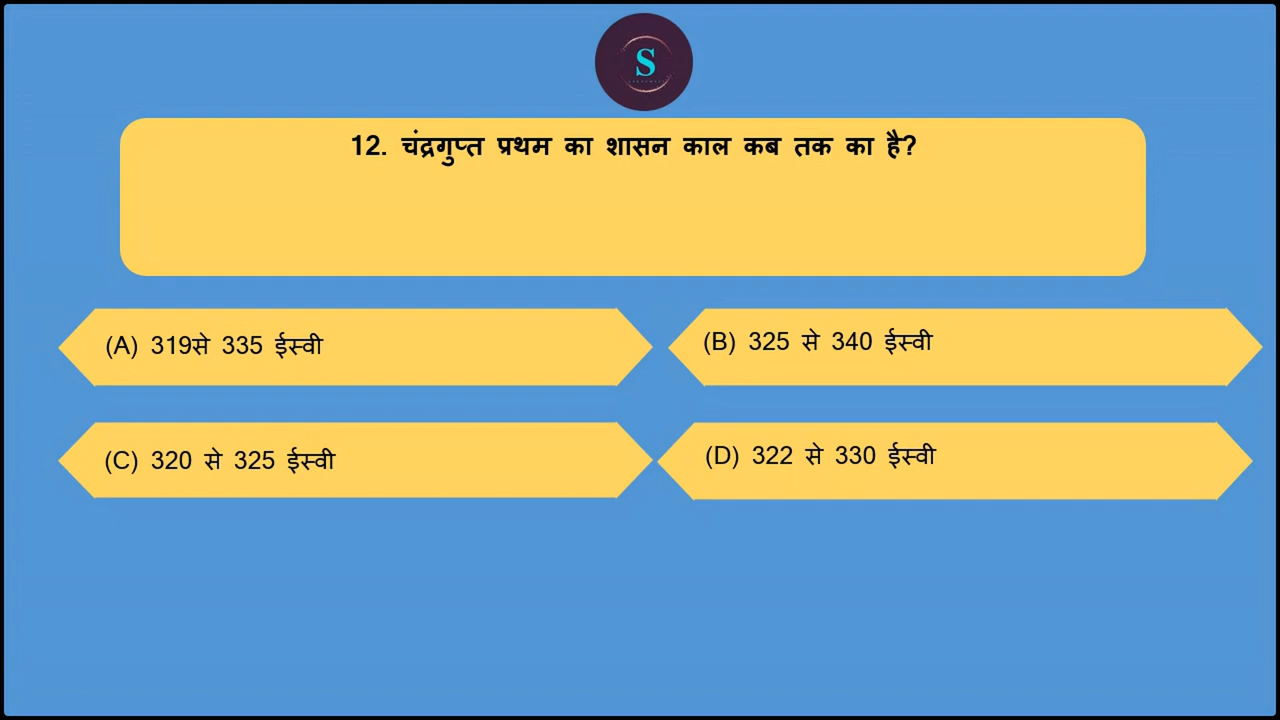 S
12. चंद्रगुप्त प्रथम का शासन काल कब तक का है?
(A) 319से 335 ईस्वी
(B) 325 से 340 ईस्वी
(C) 320 से 325 ईस्वी
(D) 322 से 330 ईस्वी